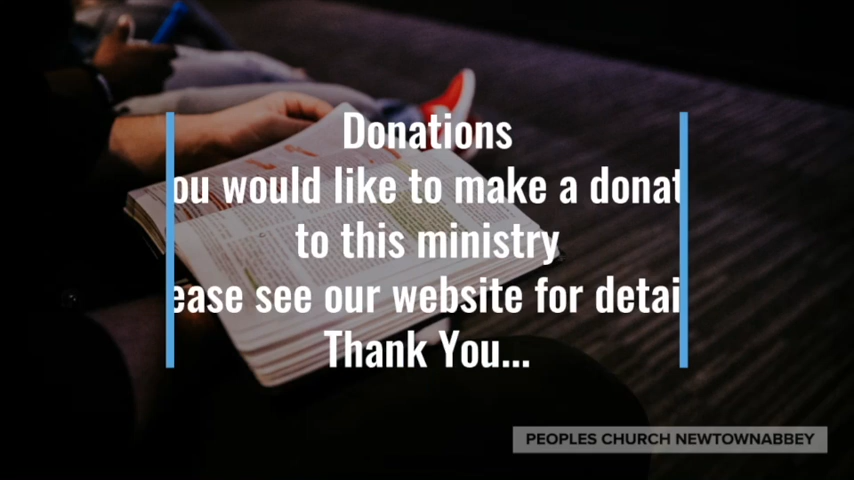 Donations
ou would like to make a donat
to this ministry
ease see our website for detai
Thank You...
PEOPLES CHURCH NEWTOWNABBEY